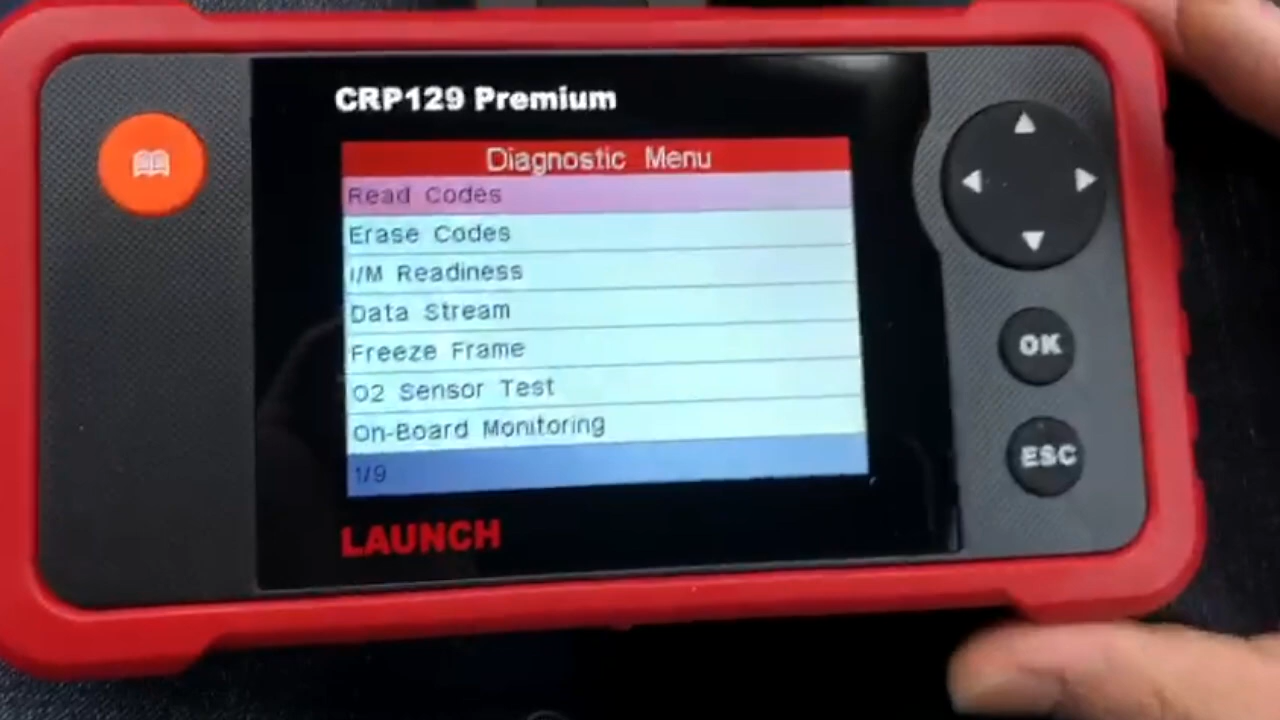 CRP129 Premium
Diagnostic Menu
Read Codes
Erase Codes
I/M Readiness
Data Stream
Freeze Frame
O2 Sensor Test
On-Board Monitoring
1/9
LAUNCH
OK
ESC